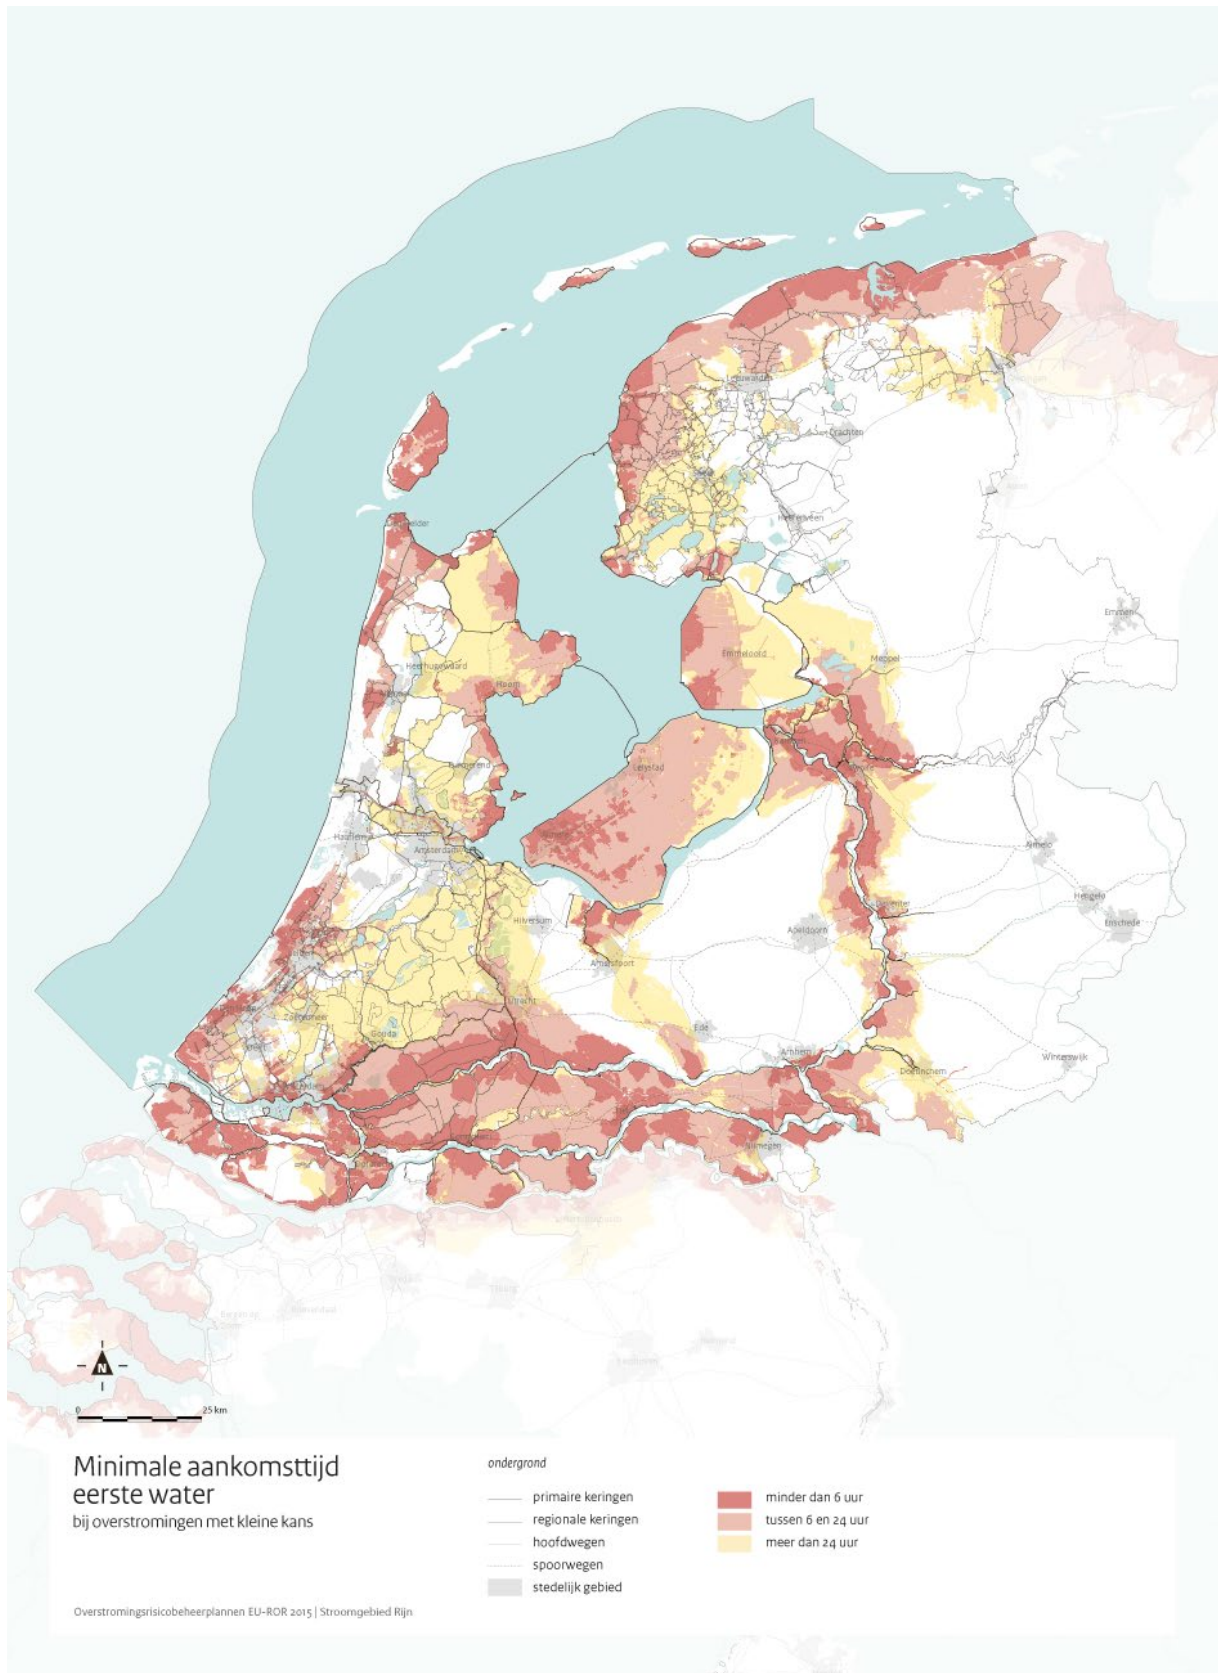 Leeuwarden
Drachten
Heerenveen
Emmen
Emmeloord
Meppel
Heerhugowaard
Hoorn
Purmerend
Lelystad
Haarlem
Amsterdam
Almelo
Hengelo
Enschede
Deventer
Apeldoorn
Hilversum
Amersfoort
Utrecht
Zoetermeer
Gouda
Ede
Arnhem
Doetinchem
Winterswijk
Nijmegen
N
0
25 km
Minimale aankomsttijd
eerste water
bij overstromingen met kleine kans
ondergrond
primaire keringen
regionale keringen
hoofdwegen
spoorwegen
stedelijk gebied
minder dan 6 uur
tussen 6 en 24 uur
meer dan 24 uur
Overstromingsrisicobeheerplannen EU-ROR 2015 | Stroomgebied Rijn